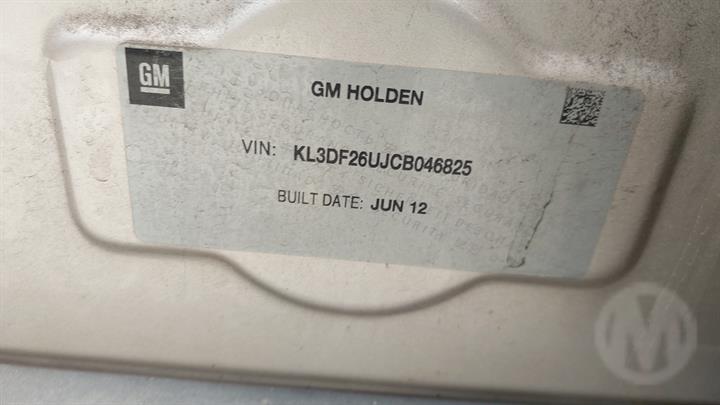 GM
GM HOLDEN
VIN: KL3DF26UJCB046825
BUILT DATE: JUN 12
M